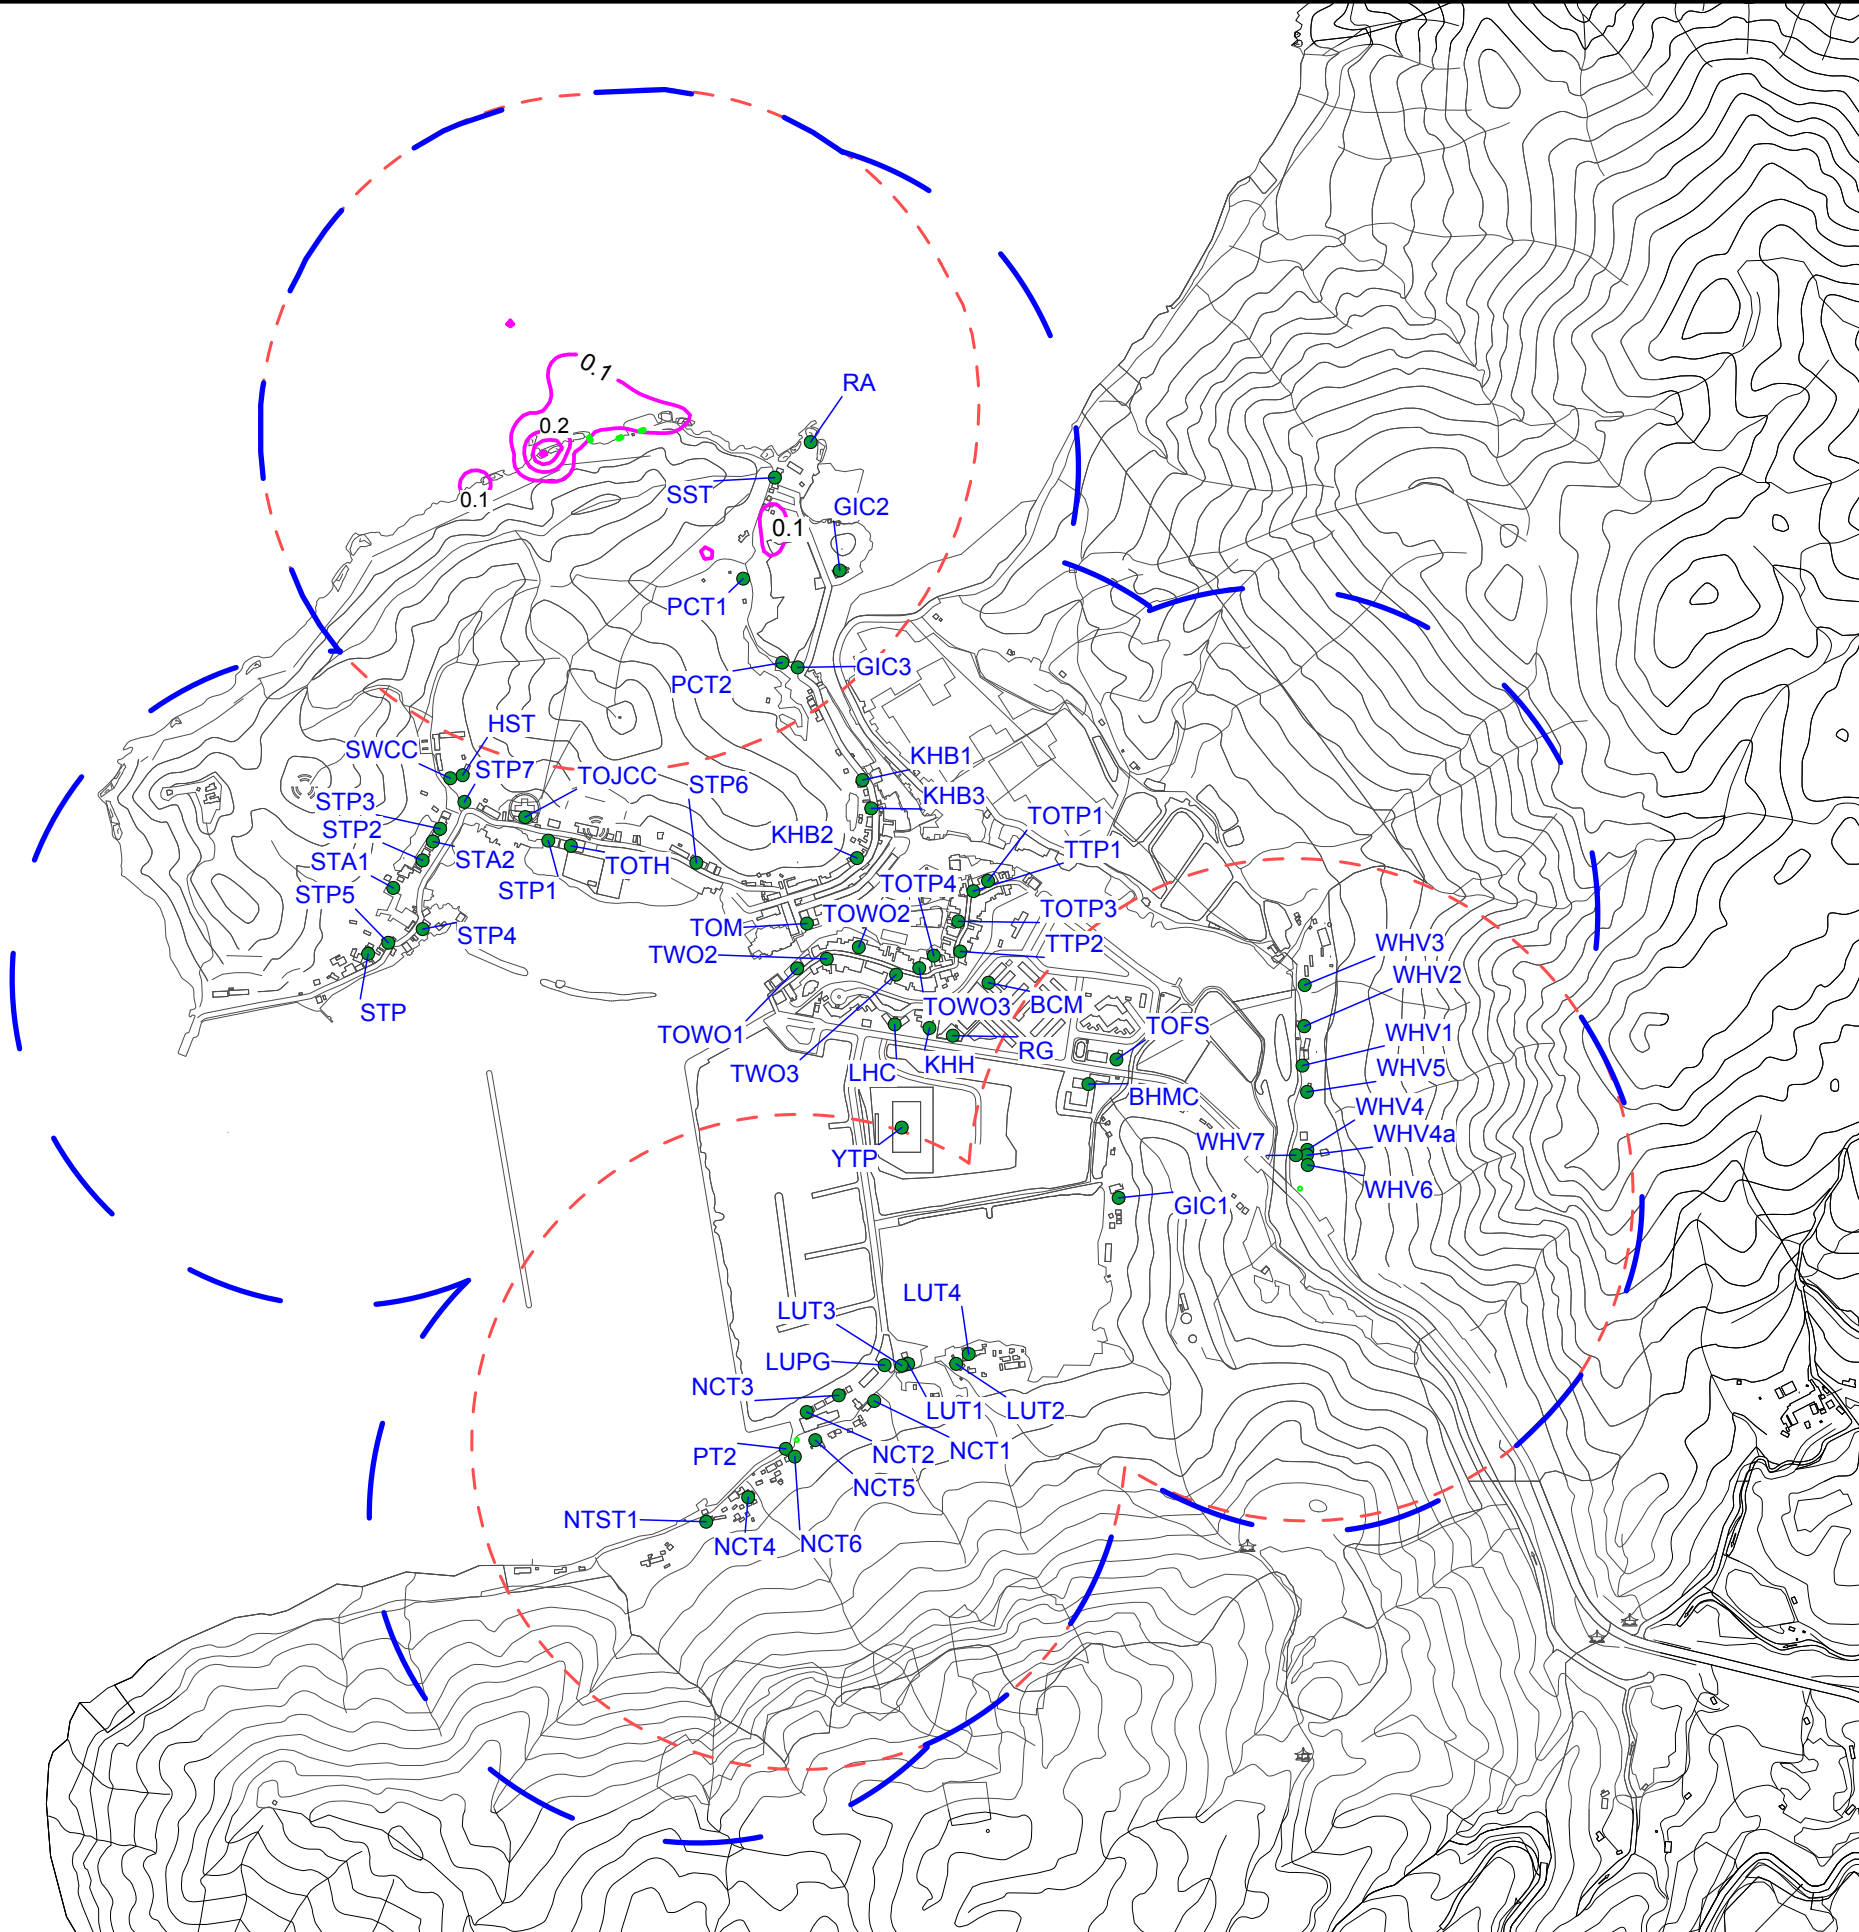 0.1
RA
0.2
SST
0.1
GIC2
0.1
PCT1
GIC3
PCT2
HST
SWCC
STP7
TOJCC
STP6
KHB1
STP3
KHB3
TOTP1
STP2
KHB2
TTP1
STA1
STA2
TOTH
TOTP4
STP1
STP5
TOWO2
TOTP3
TOM
STP4
TTP2
WHV3
TWO2
WHV2
STP
TOWO3
BCM
TOFS
TOWO1
WHV1
RG
KHH
TWO3
LHC
WHV5
BHMC
WHV4
WHV4a
WHV7
YTP
WHV6
GIC1
LUT4
LUT3
LUPG
NCT3
LUT1
LUT2
NCT2
NCT1
PT2
NCT5
NTST1
NCT4
NCT6